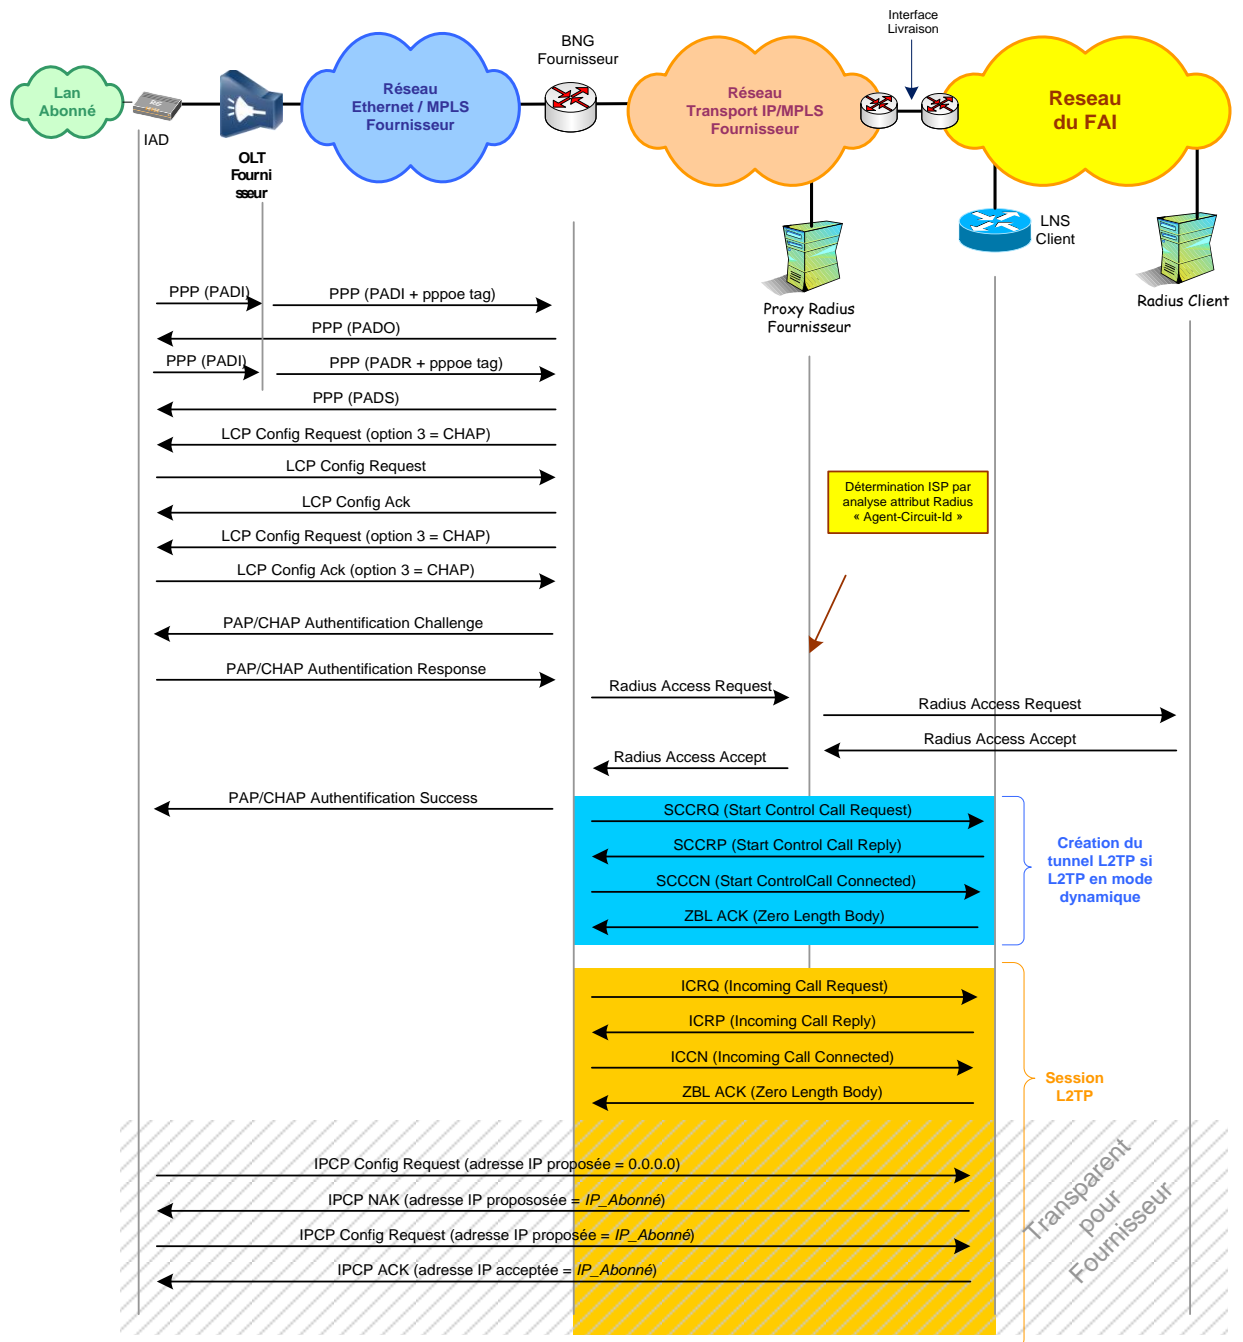 Interface
Livraison
BNG
Fournisseur
Lan
Abonné
RG
IAD
OLT
Fourni
sseur
Réseau
Ethernet / MPLS
Fournisseur
Réseau
Transport IP/MPLS
Fournisseur
Reseau
du FAI
LNS
Client
Proxy Radius
Fournisseur
Radius Client
PPP (PADI)
PPP (PADI + pppoe tag)
PPP (PADO)
PPP (PADI)
PPP (PADR + pppoe tag)
PPP (PADS)
LCP Config Request (option 3 = CHAP)
LCP Config Request
LCP Config Ack
LCP Config Request (option 3 = CHAP)
LCP Config Ack (option 3 = CHAP)
Détermination ISP par
analyse attribut Radius
« Agent-Circuit-Id »
PAP/CHAP Authentification Challenge
PAP/CHAP Authentification Response
Radius Access Request
Radius Access Request
Radius Access Accept
Radius Access Accept
PAP/CHAP Authentification Success
SCCRQ (Start Control Call Request)
SCCRP (Start Control Call Reply)
SCCCN (Start ControlCall Connected)
ZBL ACK (Zero Length Body)
Création du
tunnel L2TP si
L2TP en mode
dynamique
ICRQ (Incoming Call Request)
ICRP (Incoming Call Reply)
ICCN (Incoming Call Connected)
ZBL ACK (Zero Length Body)
Session
L2TP
IPCP Config Request (adresse IP proposée = 0.0.0.0)
IPCP NAK (adresse IP propososée = IP_Abonné)
IPCP Config Request (adresse IP proposée = IP_Abonné)
IPCP ACK (adresse IP acceptée = IP_Abonné)
Transparent
pour
Fournisseur